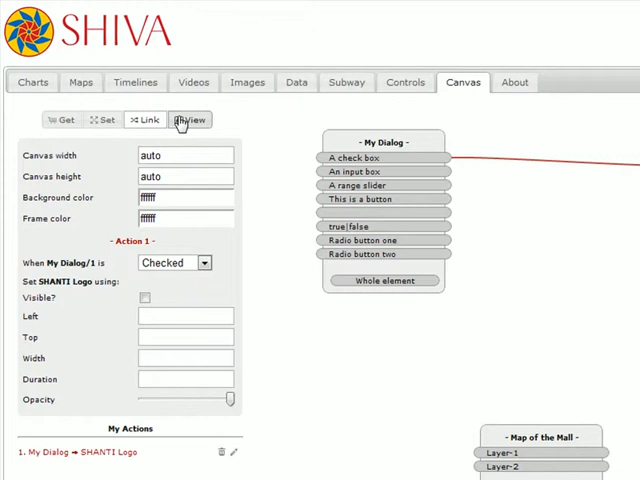 SHIVA
Charts Maps Timelines Videos Images Data Subway Controls Canvas About
Get Set Link View
Canvas width auto
Canvas height auto
Background color ffffff
Frame color ffffff
- Action 1 -
When My Dialog/1 is Checked
Set SHANTI Logo using:
Visible?
Left
Top
Width
Duration
Opacity
My Actions
1. My Dialog → SHANTI Logo
- My Dialog -
A check box
An input box
A range slider
This is a button
true|false
Radio button one
Radio button two
Whole element
- Map of the Mall -
Layer-1
Layer-2